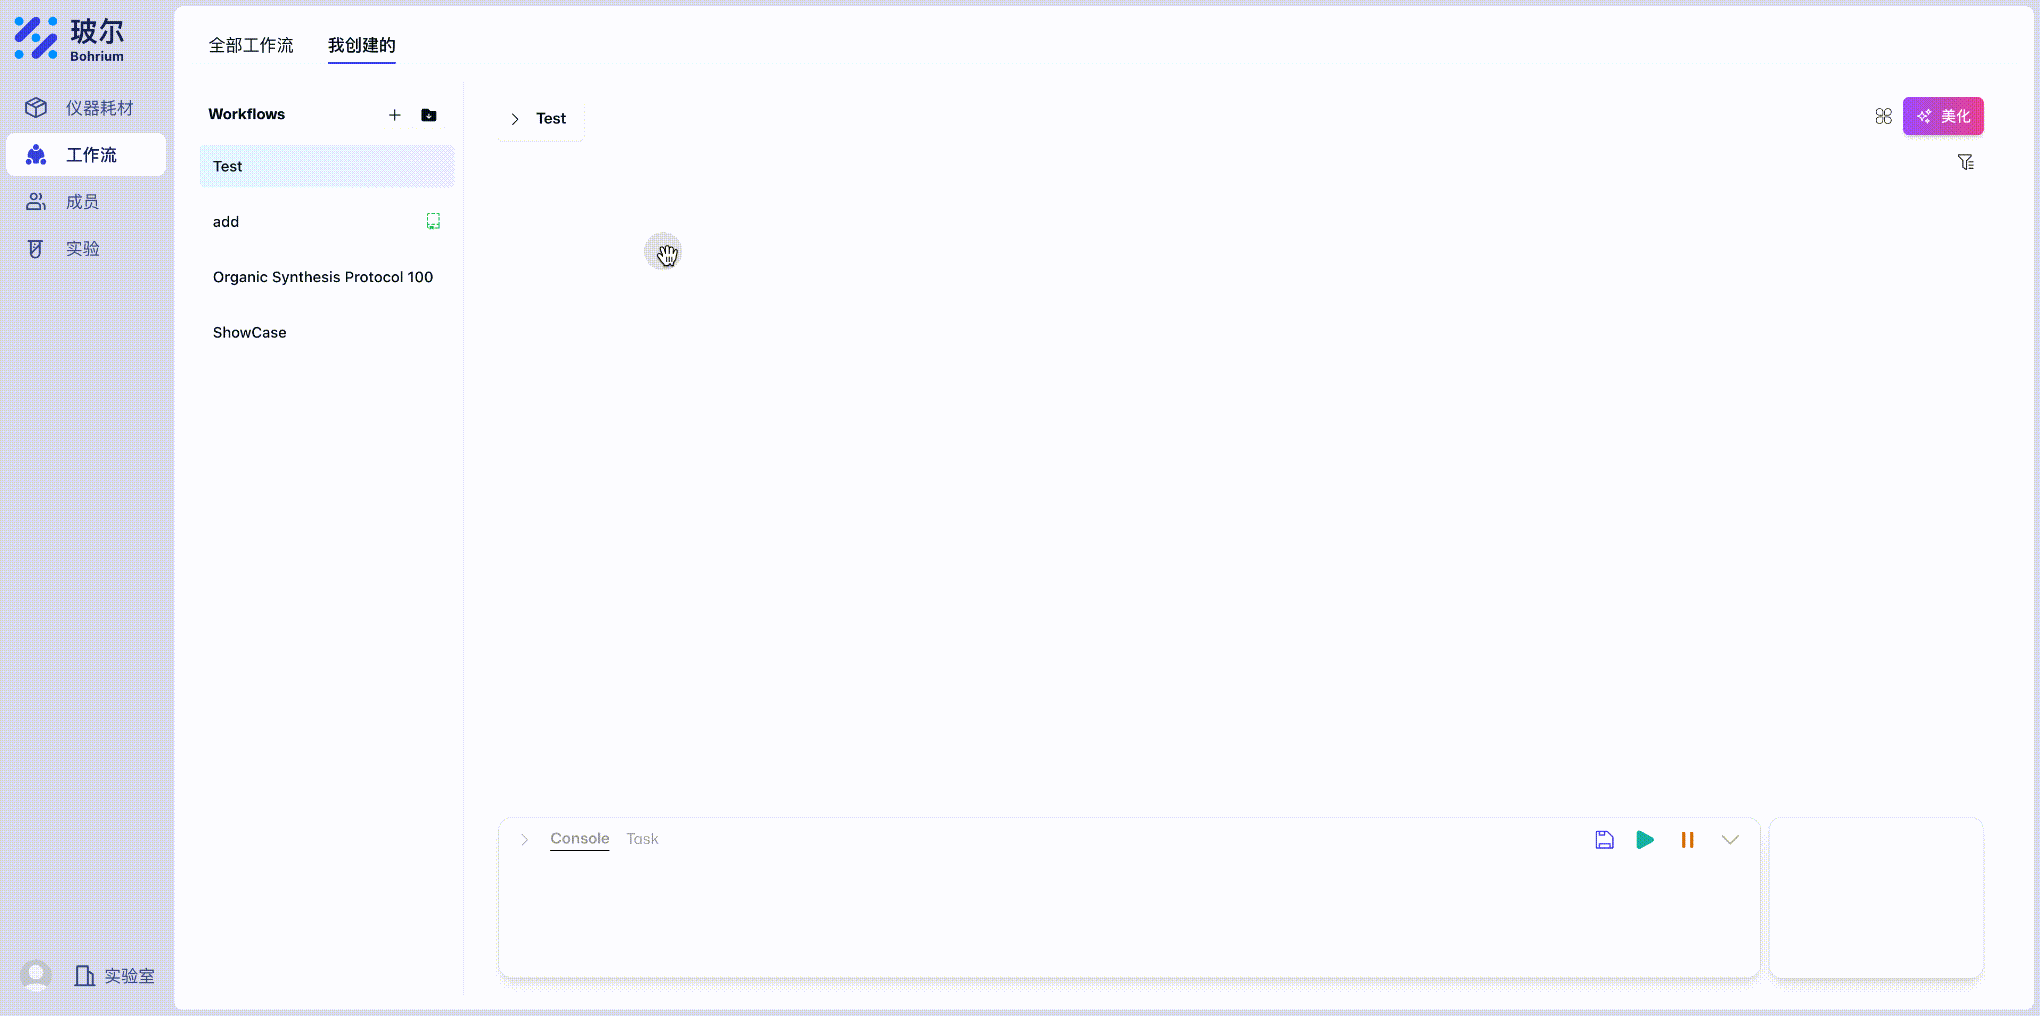 玻尔
Bohrium
仪器耗材
工作流
成员
实验
实验室
全部工作流 我创建的
Workflows
Test
add
Organic Synthesis Protocol 100
ShowCase
Test
美化
Console Task